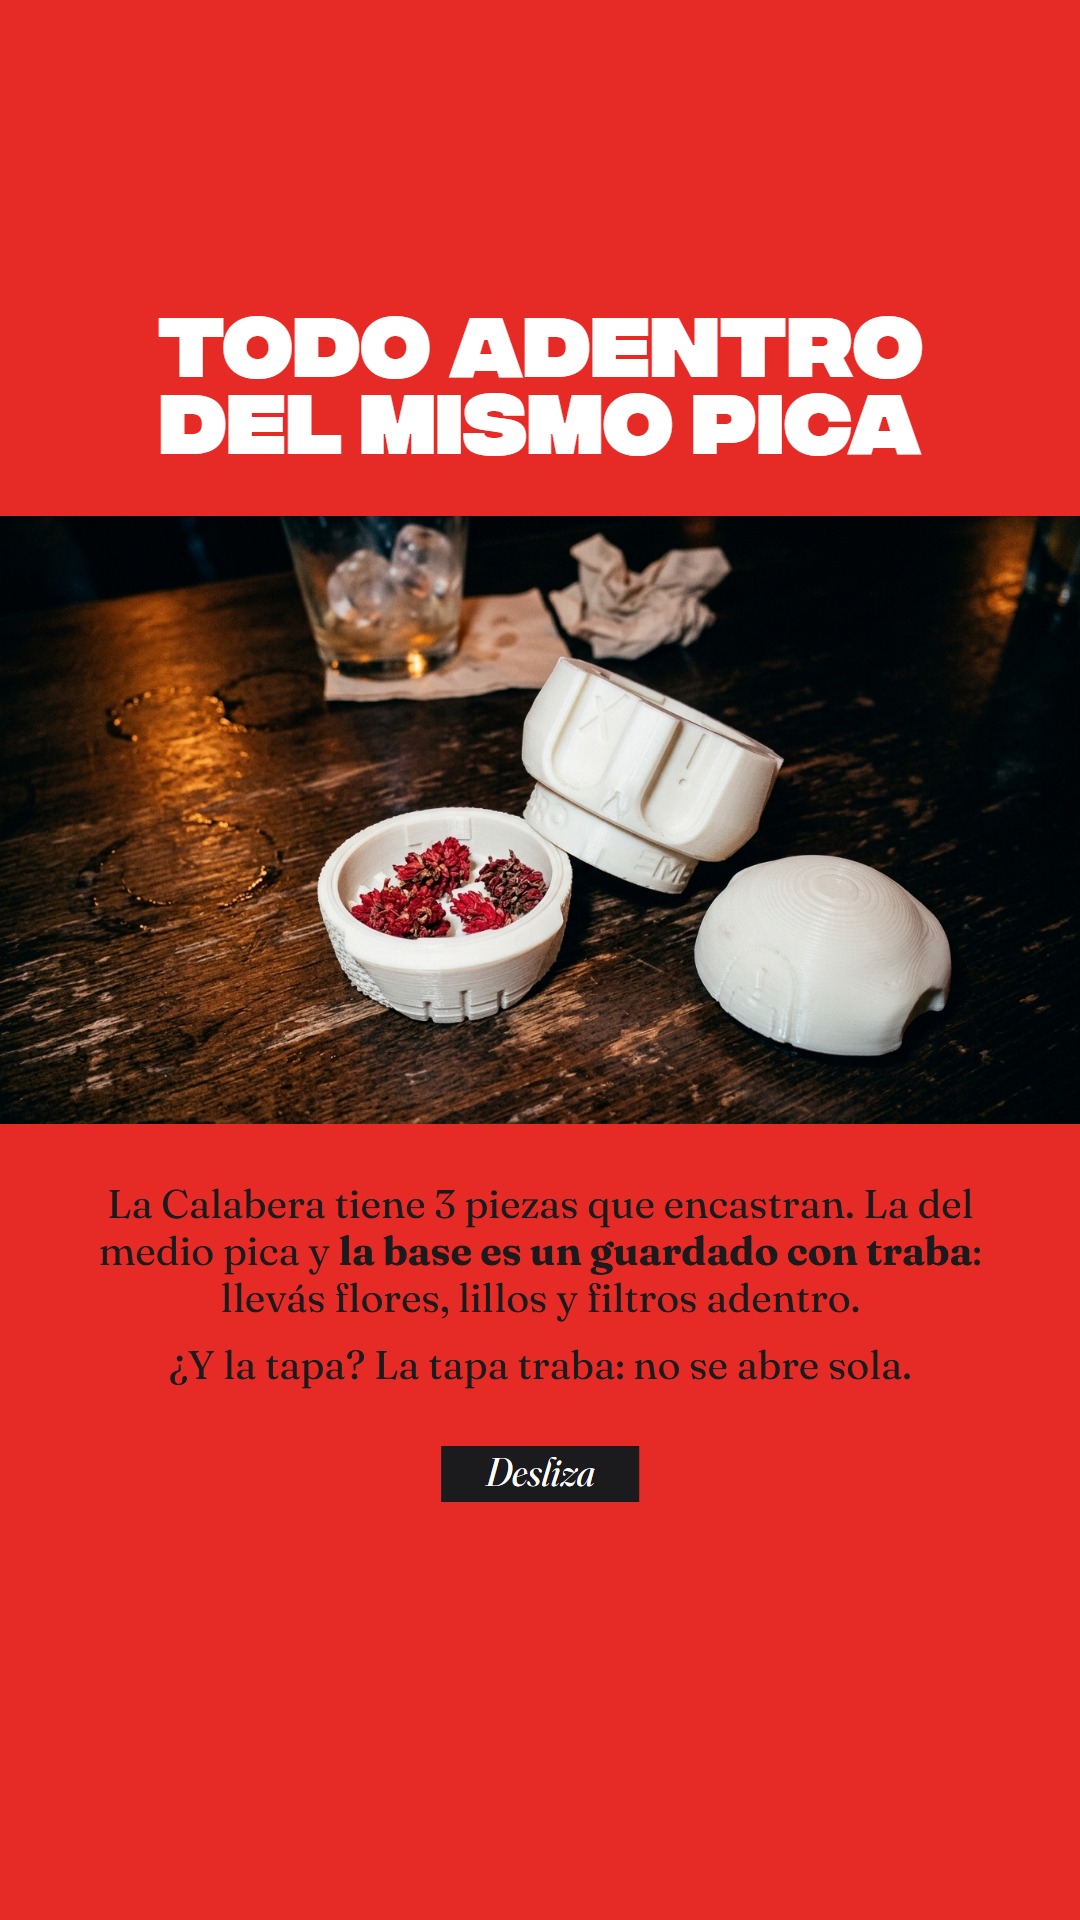 TODO ADENTRO
DEL MISMO PICA
La Calabera tiene 3 piezas que encastran. La del
medio pica y la base es un guardado con traba:
llevás flores, lillos y filtros adentro.
¿Y la tapa? La tapa traba: no se abre sola.
Desliza